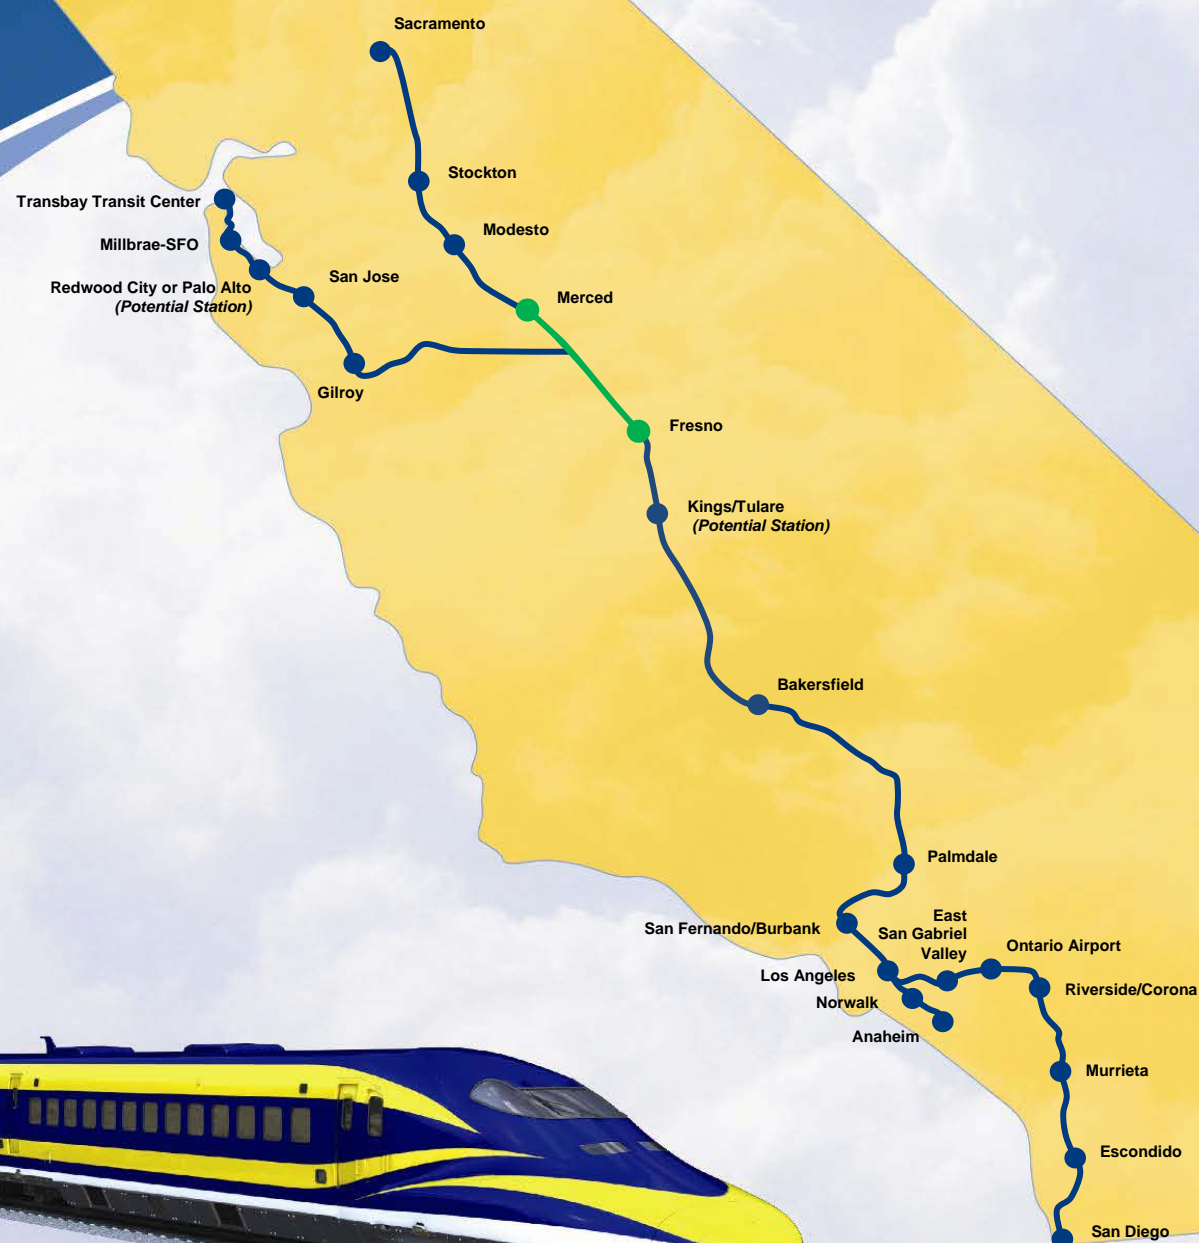 Sacramento
Stockton
Transbay Transit Center
Modesto
Millbrae-SFO
San Jose
Redwood City or Palo Alto
(Potential Station)
Merced
Gilroy
Fresno
Kings/Tulare
(Potential Station)
Bakersfield
Palmdale
San Fernando/Burbank
East
San Gabriel
Valley
Ontario Airport
Los Angeles
Riverside/Corona
Norwalk
Anaheim
Murrieta
Escondido
San Diego